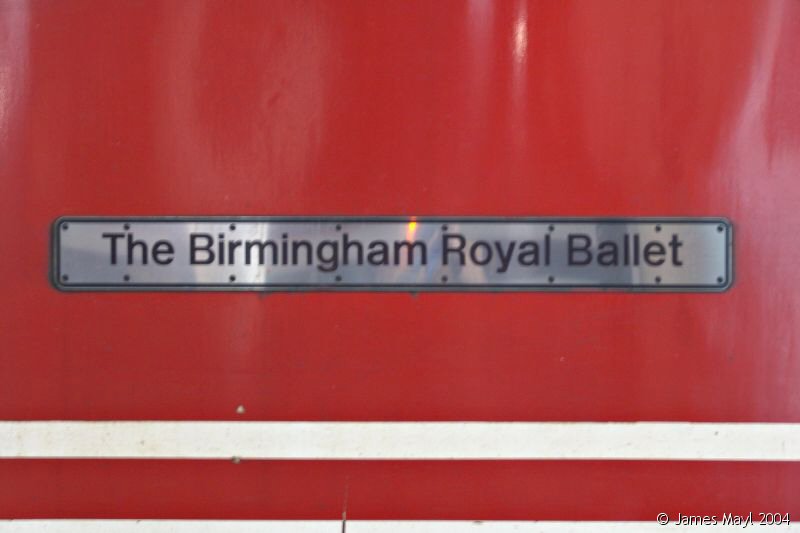 The Birmingham Royal Ballet
© James Mayl 2004